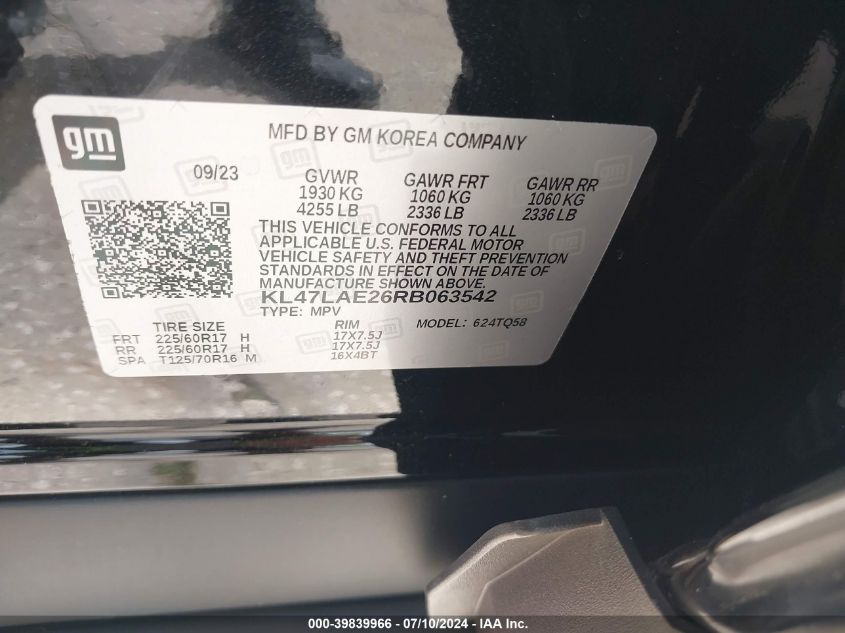 gm
MFD BY GM KOREA COMPANY
09/23
GVWR
1930 KG
4255 LB
GAWR FRT
1060 KG
2336 LB
GAWR RR
1060 KG
2336 LB
THIS VEHICLE CONFORMS TO ALL
APPLICABLE U.S. FEDERAL MOTOR
VEHICLE SAFETY AND THEFT PREVENTION
STANDARDS IN EFFECT ON THE DATE OF
MANUFACTURE SHOWN ABOVE.
KL47LAE26RB063542
TYPE: MPV
MODEL: 624TQ58
TIRE SIZE
RIM
FRT 225/60R17 H 17X7.5J
RR 225/60R17 H 17X7.5J
SPA T125/70R16 M 16X4BT
000-39839966 - 07/10/2024 - IAA Inc.